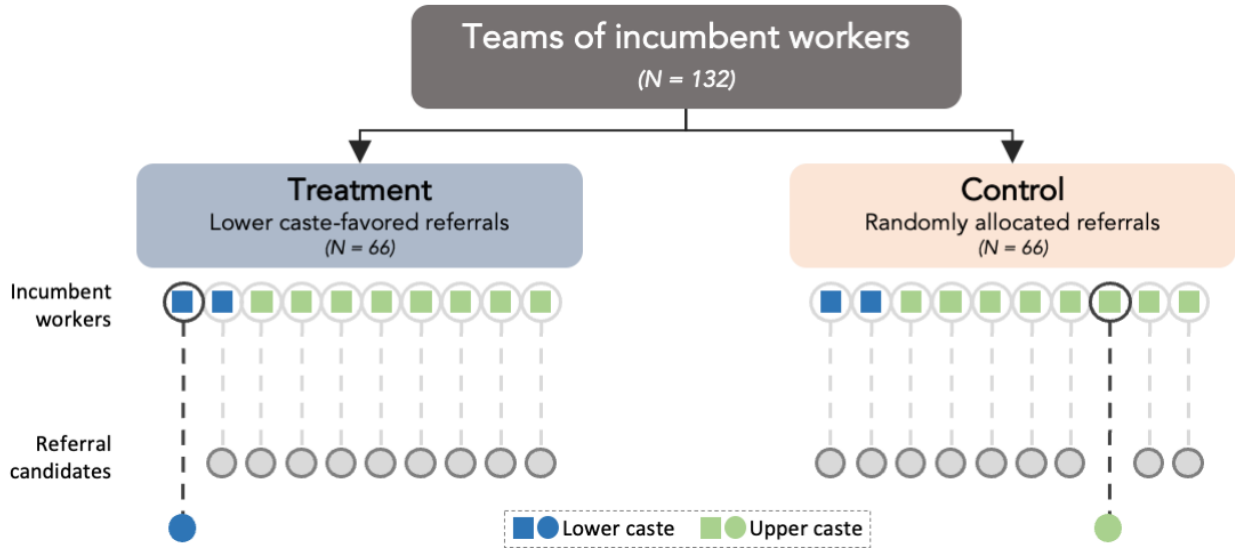 Teams of incumbent workers
(N = 132)
Treatment
Lower caste-favored referrals
(N = 66)
Control
Randomly allocated referrals
(N = 66)
Incumbent
workers
Referral
candidates
Lower caste
Upper caste